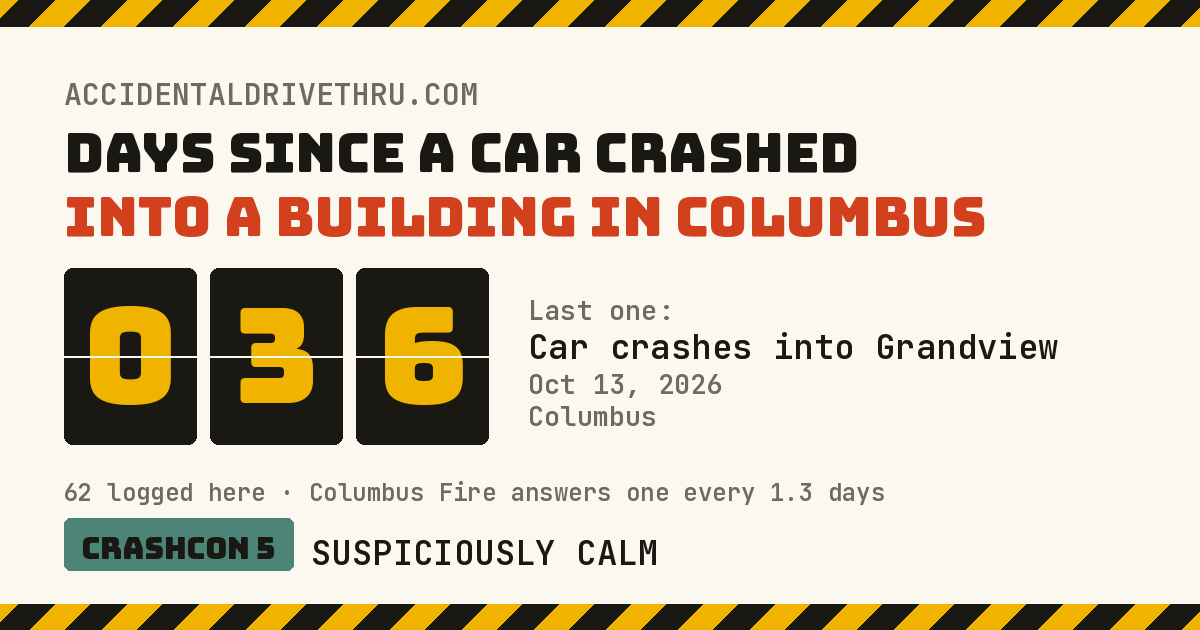 ACCIDENTALDRIVETHRU.COM
DAYS SINCE A CAR CRASHED
INTO A BUILDING IN COLUMBUS
036
Last one:
Car crashes into Grandview
Oct 13, 2026
Columbus
62 logged here · Columbus Fire answers one every 1.3 days
CRASHCON 5 SUSPICIOUSLY CALM